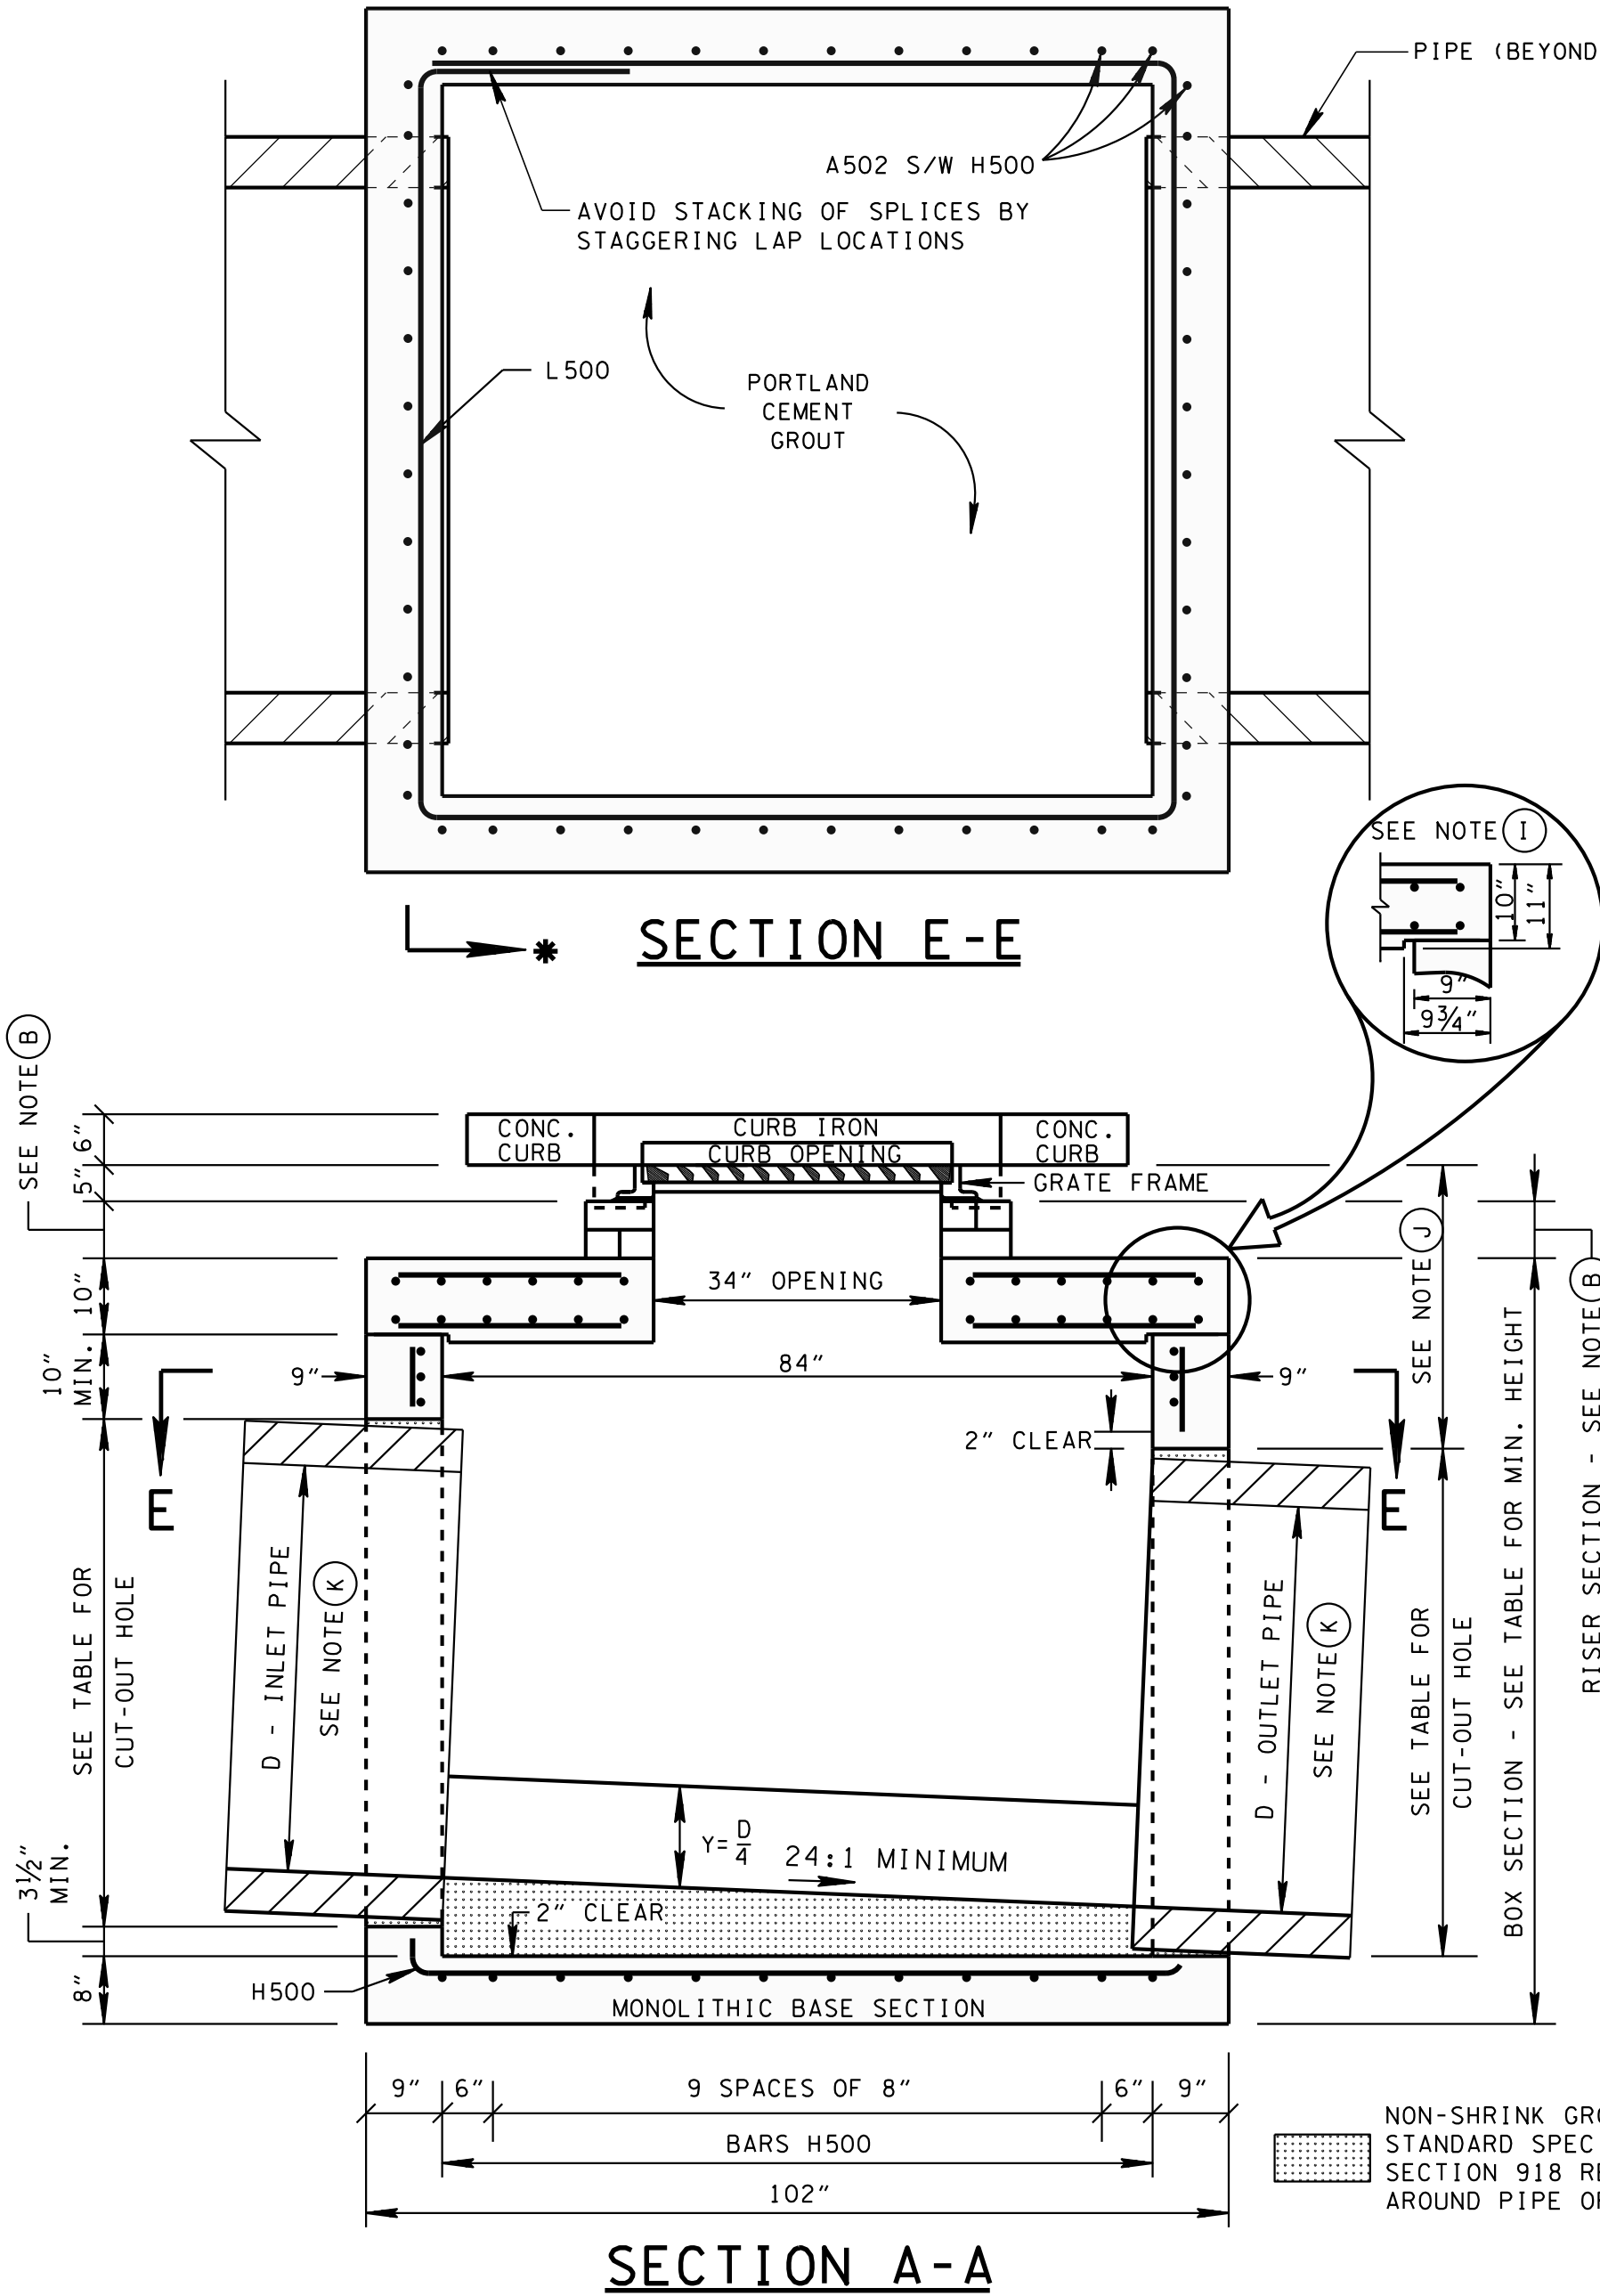 PIPE (BEYOND
A502 S/W H500
AVOID STACKING OF SPLICES BY
STAGGERING LAP LOCATIONS
L500
PORTLAND
CEMENT
GROUT
SECTION E-E
*
SEE NOTE I
10"
11"
9"
9¾"
SEE NOTE B
6"
5"
CONC.
CURB
CURB IRON
CURB OPENING
CONC.
CURB
GRATE FRAME
10"
34" OPENING
SEE NOTE J
10"
MIN.
9"
84"
9"
2" CLEAR
E
E
SEE TABLE FOR
CUT-OUT HOLE
D - INLET PIPE
SEE NOTE K
D - OUTLET PIPE
SEE NOTE K
SEE TABLE FOR
CUT-OUT HOLE
BOX SECTION - SEE TABLE FOR MIN. HEIGHT
RISER SECTION - SEE NOTE B
Y=D/4
24:1 MINIMUM
3½"
MIN.
2" CLEAR
8"
H500
MONOLITHIC BASE SECTION
9"
6"
9 SPACES OF 8"
6"
9"
BARS H500
102"
NON-SHRINK GRO
STANDARD SPEC
SECTION 918 RE
AROUND PIPE OP
SECTION A-A